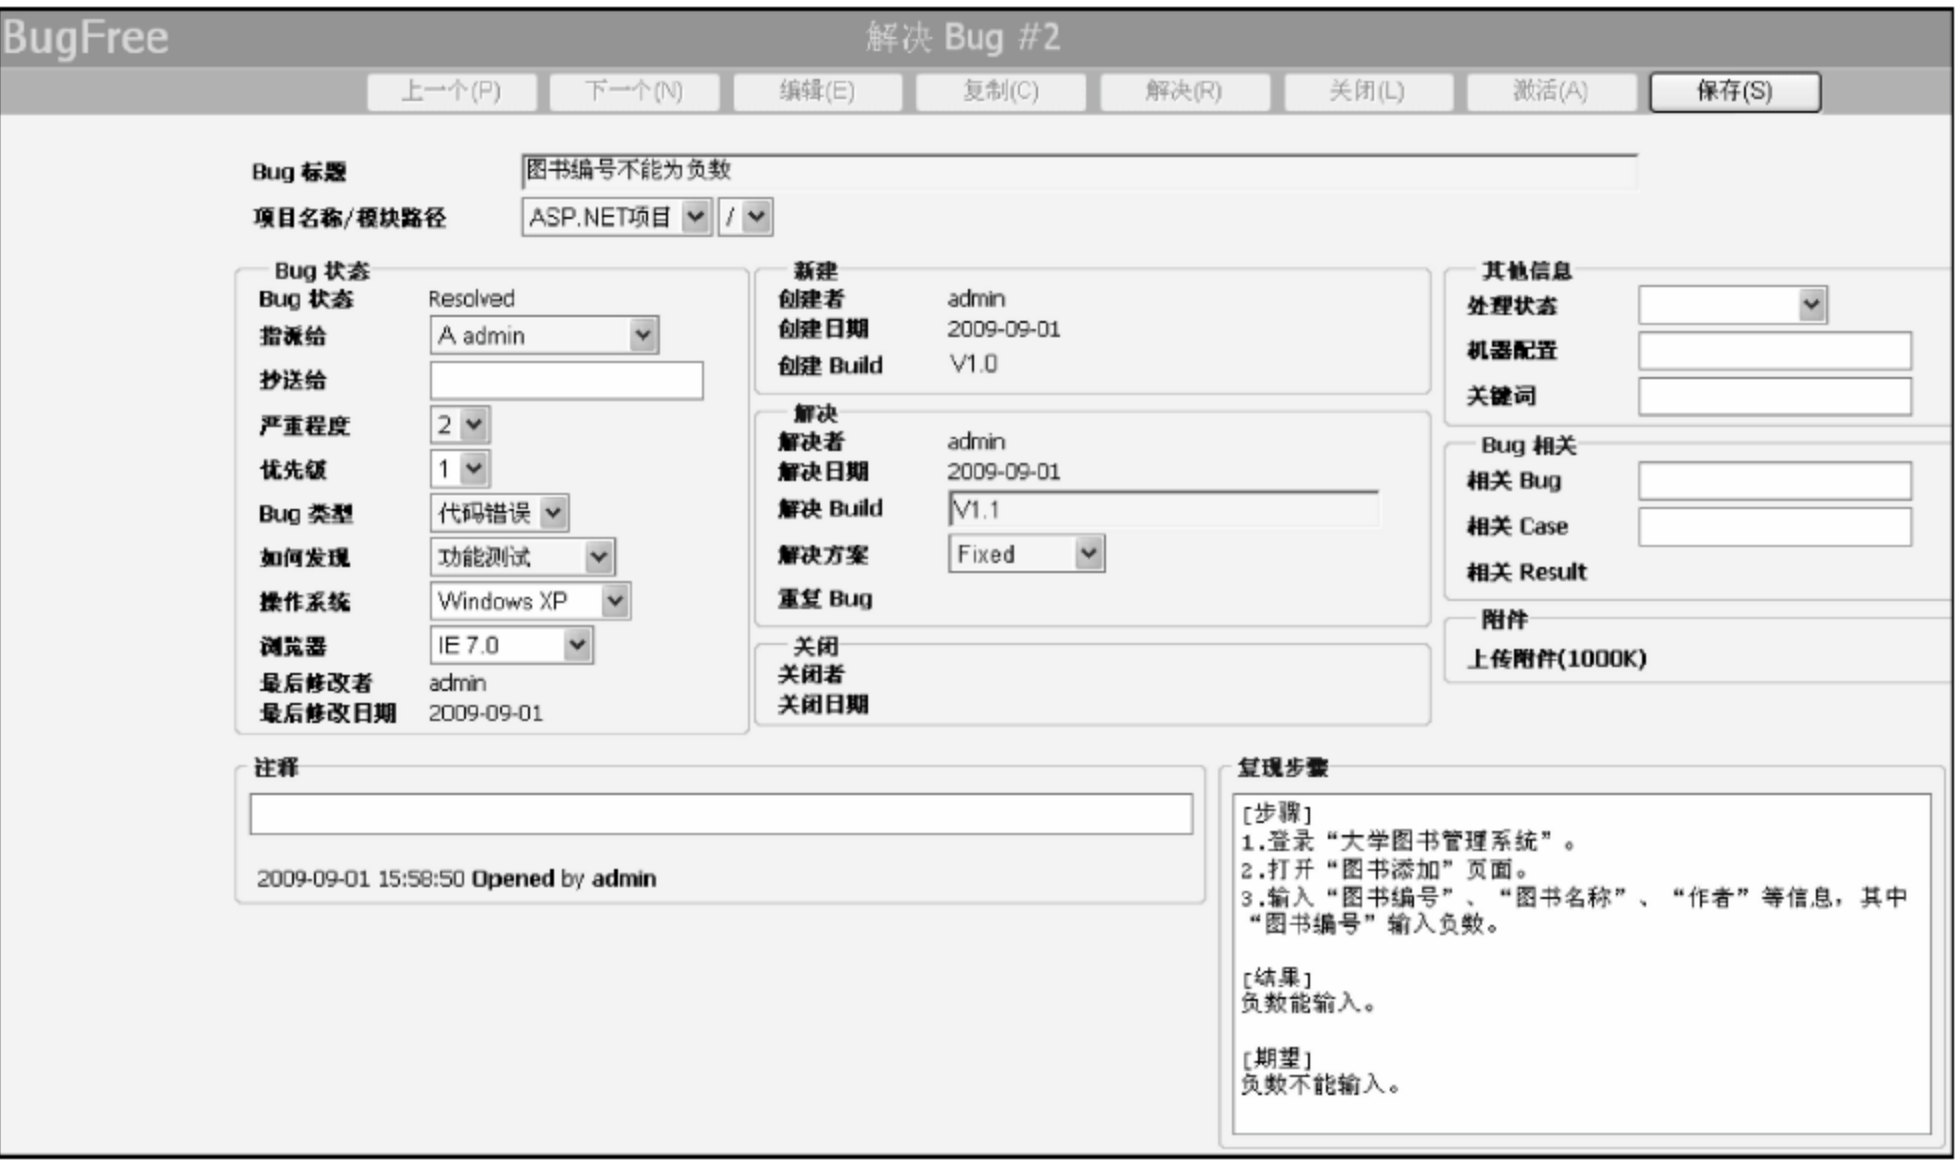 BugFree
解决 Bug #2
上一个(P) 下一个(N) 编辑(E) 复制(C) 解决(R) 关闭(L) 激活(A) 保存(S)
Bug 标题 图书编号不能为负数
项目名称/模块路径 ASP.NET项目 /
Bug 状态
Bug 状态 Resolved
指派给 A admin
抄送给
严重程度 2
优先级 1
Bug 类型 代码错误
如何发现 功能测试
操作系统 Windows XP
浏览器 IE 7.0
最后修改者 admin
最后修改日期 2009-09-01
新建
创建者 admin
创建日期 2009-09-01
创建 Build V1.0
解决
解决者 admin
解决日期 2009-09-01
解决 Build V1.1
解决方案 Fixed
重复 Bug
关闭
关闭者
关闭日期
其他信息
处理状态
机器配置
关键词
Bug 相关
相关 Bug
相关 Case
相关 Result
附件
上传附件(1000K)
注释
2009-09-01 15:58:50 Opened by admin
复现步骤
[步骤]
1.登录“大学图书管理系统”。
2.打开“图书添加”页面。
3.输入“图书编号”、“图书名称”、“作者”等信息，其中
“图书编号”输入负数。
[结果]
负数能输入。
[期望]
负数不能输入。